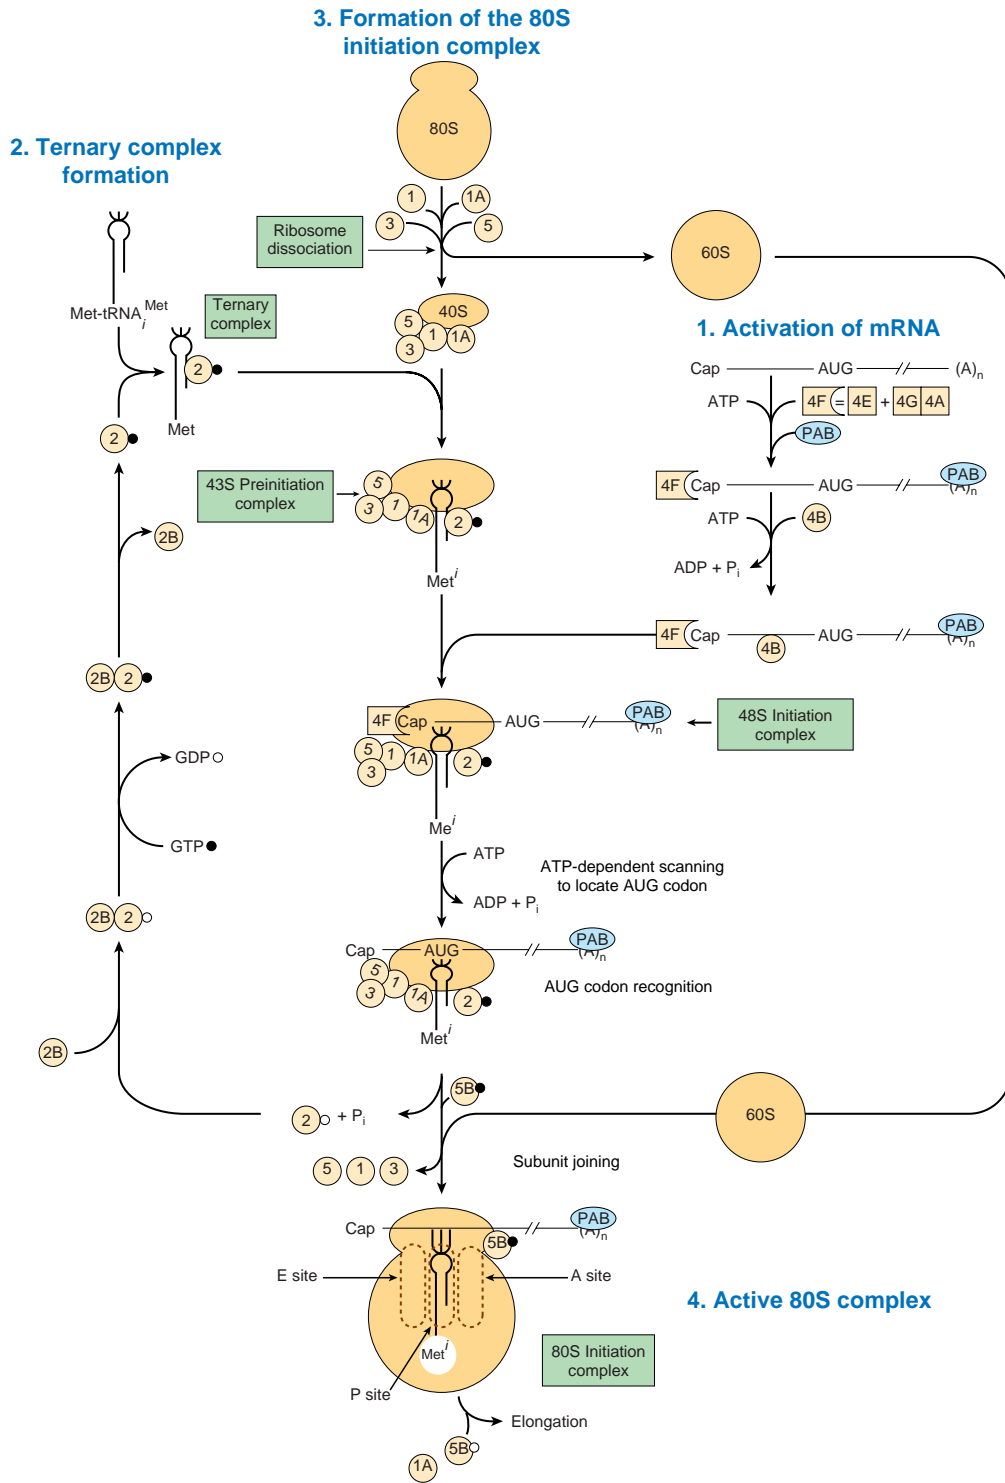 3. Formation of the 80S
initiation complex
80S
2. Ternary complex
formation
1
1A
3
5
Ribosome
dissociation
60S
Met-tRNA i Met
Ternary
complex
40S
5
1
1A
3
2
Met
2
1. Activation of mRNA
Cap AUG (A)n
ATP 4F = 4E + 4G 4A
PAB
43S Preinitiation
complex
5
3
1
1A
2
Met i
4F Cap AUG (A)n PAB
ATP 4B
ADP + Pi
2B
4F Cap 4B AUG (A)n PAB
2B 2
4F Cap AUG (A)n PAB
48S Initiation
complex
5
1
1A
3
2
Me i
GDP
GTP
ATP
ADP + Pi
ATP-dependent scanning
to locate AUG codon
2B 2
Cap AUG (A)n PAB
5
1
3
1A
2
AUG codon recognition
Met i
2B
5B
2 + Pi
60S
5 1 3
Subunit joining
Cap (A)n PAB
5B
E site
A site
4. Active 80S complex
Met i
80S Initiation
complex
P site
Elongation
5B
1A